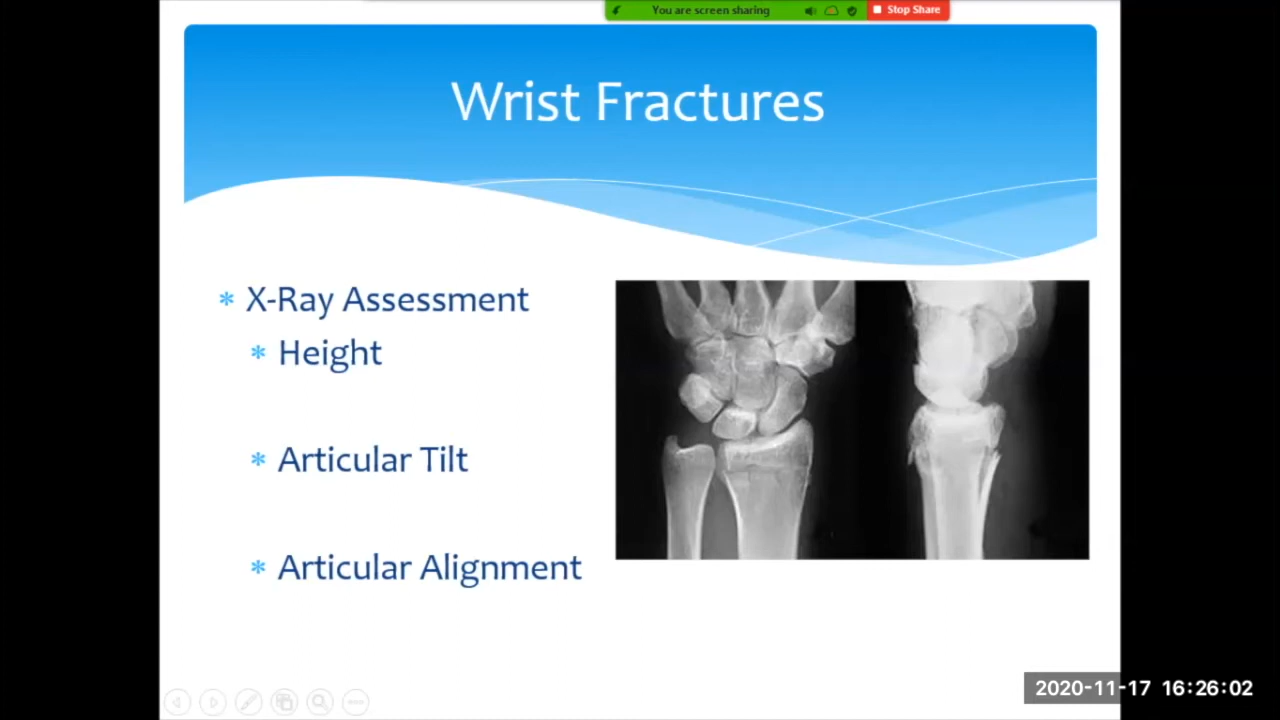 You are screen sharing
Stop Share
Wrist Fractures
X-Ray Assessment
Height
Articular Tilt
Articular Alignment
2020-11-17 16:26:02